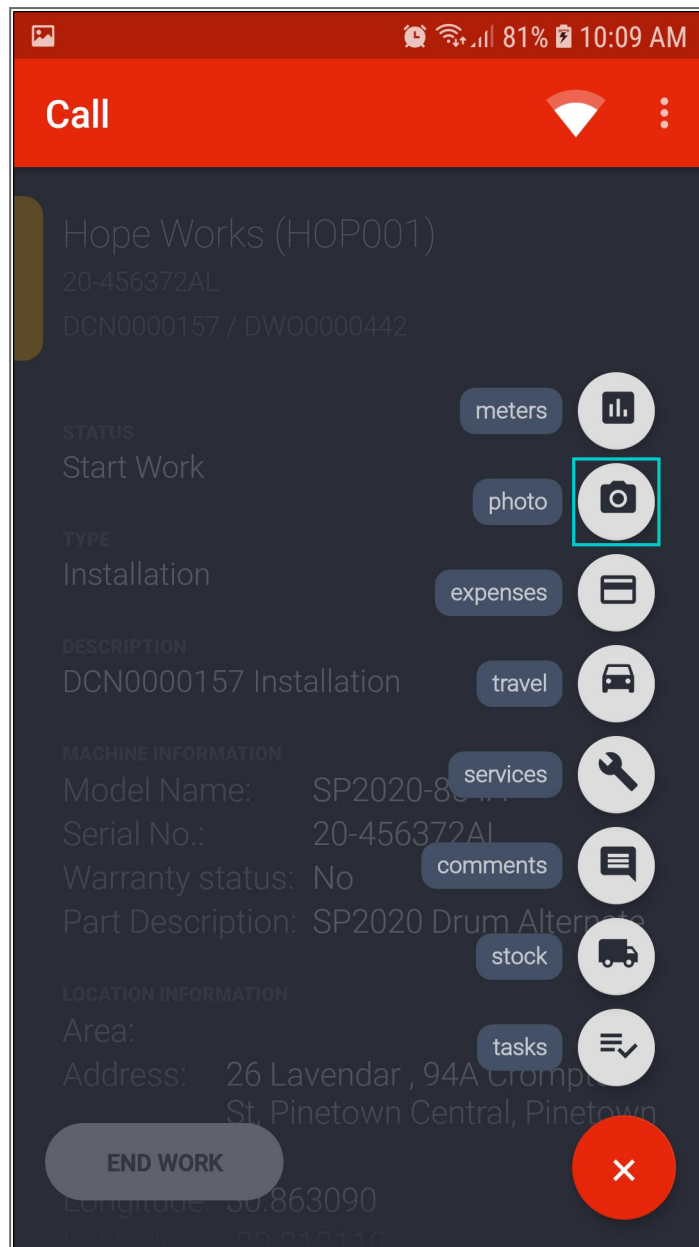 81% 10:09 AM
Call
Hope Works (HOP001)
20-456372AL
DCN0000157 / DWO0000442
meters
STATUS
Start Work
photo
TYPE
Installation
expenses
DESCRIPTION
DCN0000157 Installation
travel
MACHINE INFORMATION
services
Model Name: SP2020-
Serial No.: 20-456372AL
comments
Warranty status: No
Part Description: SP2020 Drum Alternate
stock
LOCATION INFORMATION
Area:
tasks
Address: 26 Lavendar , 94A
St, Pinetown Central, Pinetown
END WORK
Longitude: 30.863090